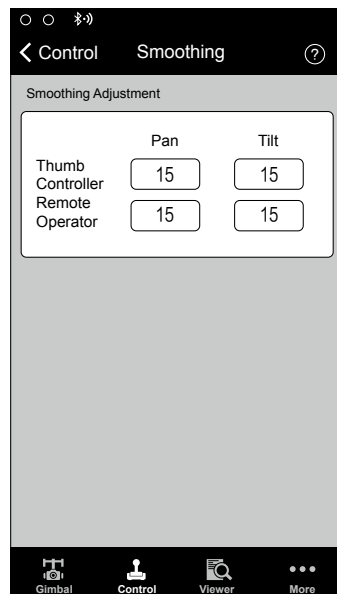 Control Smoothing ?
Smoothing Adjustment
Pan Tilt
Thumb
Controller 15 15
Remote
Operator 15 15
Gimbal Control Viewer More